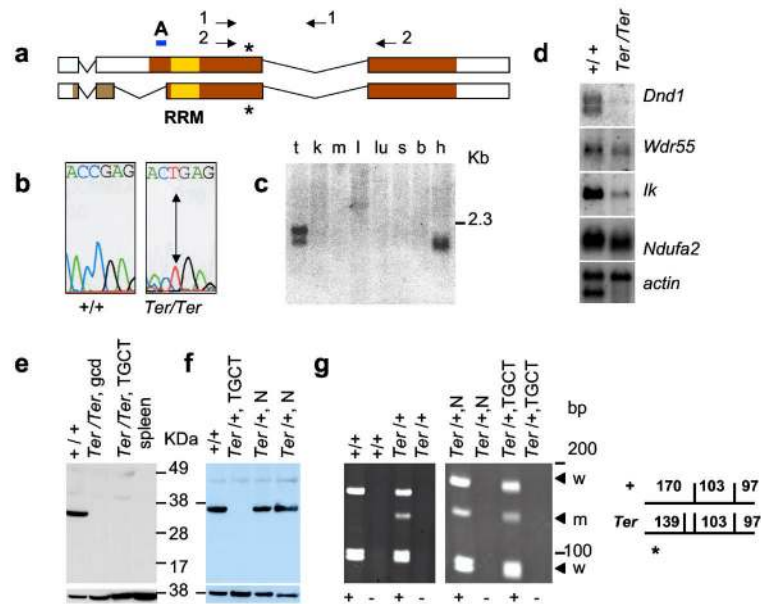 a
A
1
1
2
2
*
RRM
*
b
ACCGAG
ACTGAG
+/+
Ter/Ter
c
t k m l lu s b h
Kb
2.3
d
+/+
Ter/Ter
Dnd1
Wdr55
Ik
Ndufa2
actin
e
+/+
Ter/Ter, gcd
Ter/Ter, TGCT
spleen
KDa
49
38
28
17
38
f
+/+
Ter/+, TGCT
Ter/+, N
Ter/+, N
g
+/+
+/+
Ter/+
Ter/+
Ter/+,N
Ter/+,N
Ter/+,TGCT
Ter/+,TGCT
bp
200
w
m
100
w
+ - + -
+ - + -
+ 170 103 97
Ter 139 103 97
*